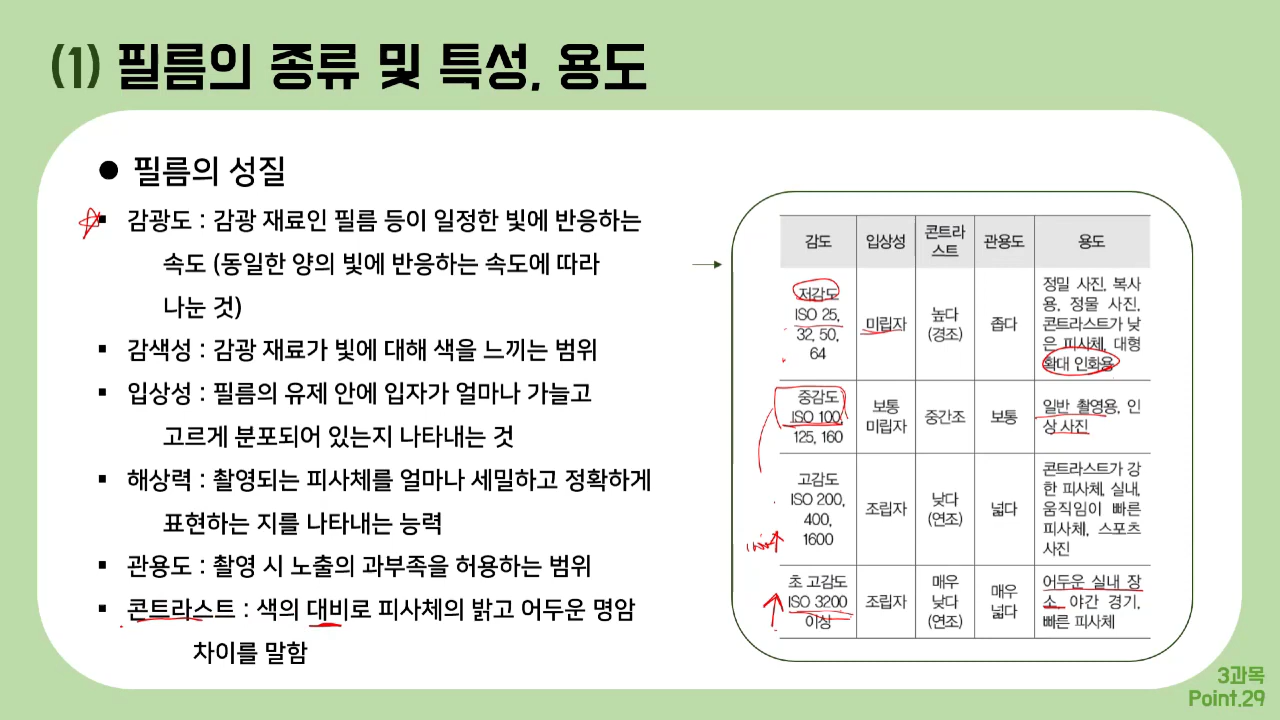 (1) 필름의 종류 및 특성, 용도
● 필름의 성질
▪ 감광도 : 감광 재료인 필름 등이 일정한 빛에 반응하는
속도 (동일한 양의 빛에 반응하는 속도에 따라
나눈 것)
▪ 감색성 : 감광 재료가 빛에 대해 색을 느끼는 범위
▪ 입상성 : 필름의 유제 안에 입자가 얼마나 가늘고
고르게 분포되어 있는지 나타내는 것
▪ 해상력 : 촬영되는 피사체를 얼마나 세밀하고 정확하게
표현하는 지를 나타내는 능력
▪ 관용도 : 촬영 시 노출의 과부족을 허용하는 범위
▪ 콘트라스트 : 색의 대비로 피사체의 밝고 어두운 명암
차이를 말함
감도 입상성 콘트라 관용도 용도
스트
저감도
ISO 25,
32, 50,
64
미립자
높다
(경조)
좁다
정밀 사진, 복사
용, 정물 사진,
콘트라스트가 낮
은 피사체, 대형
확대 인화용
중감도
ISO 100,
125, 160
보통
미립자
중간조
보통
일반 촬영용, 인
상 사진
고감도
ISO 200,
400,
1600
조립자
낮다
(연조)
넓다
콘트라스트가 강
한 피사체, 실내,
움직임이 빠른
피사체, 스포츠
사진
초 고감도
ISO 3200
이상
조립자
매우
낮다
(연조)
매우
넓다
어두운 실내 장
소, 야간 경기,
빠른 피사체
3과목
Point.29